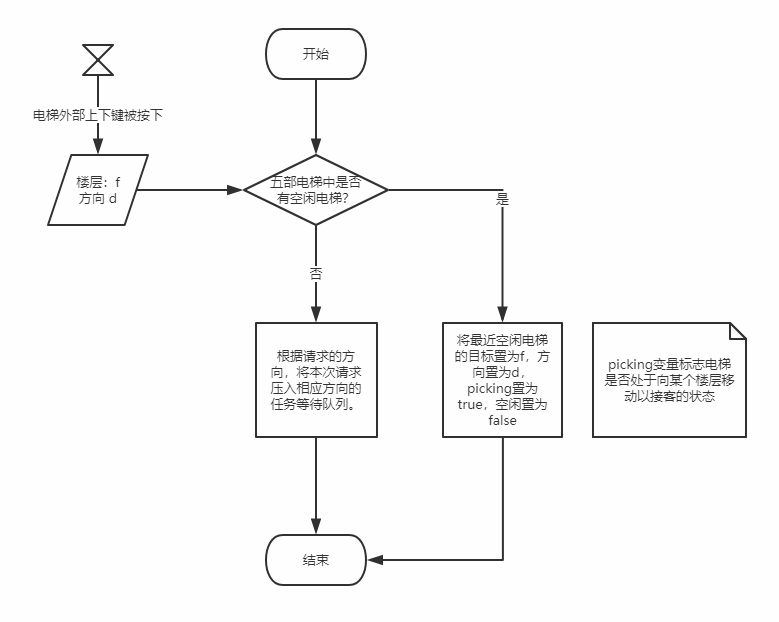 开始
电梯外部上下键被按下
楼层：f
方向 d
五部电梯中是否
有空闲电梯？
是
否
根据请求的方
向，将本次请求
压入相应方向的
任务等待队列。
将最近空闲电梯
的目标置为f，方
向置为d，
picking置为
true，空闲置为
false
picking变量标志电梯
是否处于向某个楼层移
动以接客的状态
结束